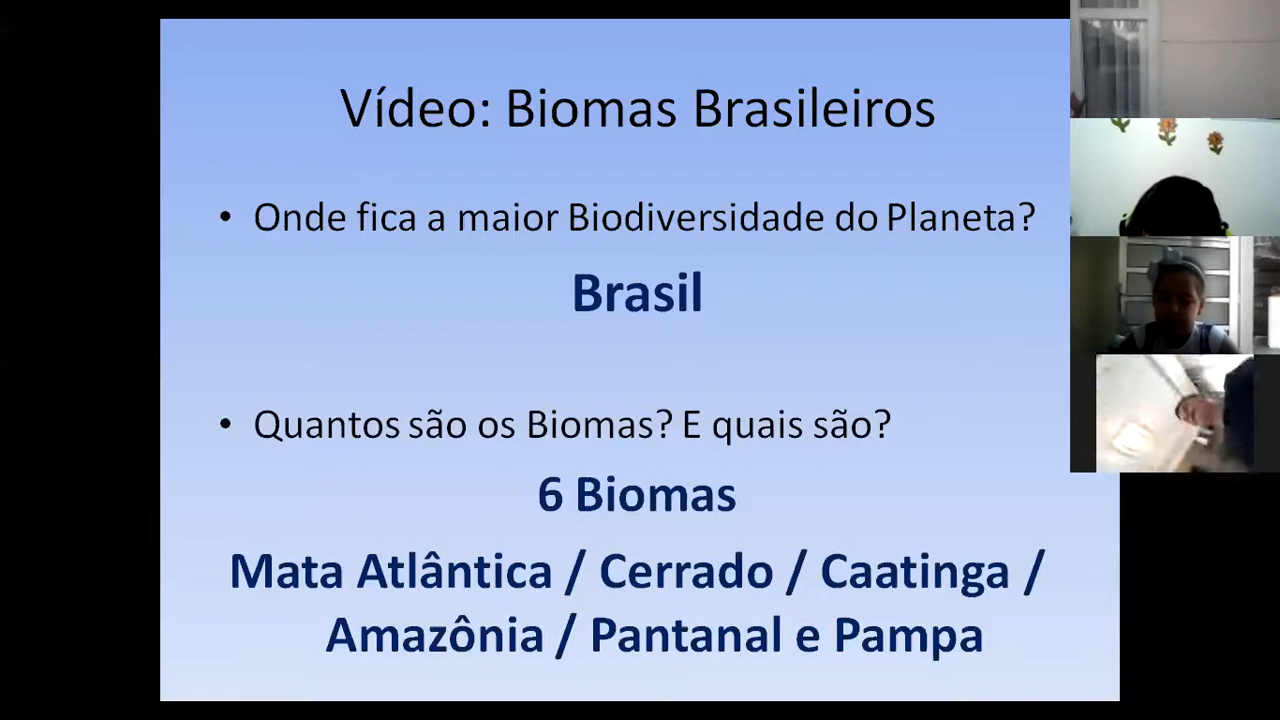 Vídeo: Biomas Brasileiros
• Onde fica a maior Biodiversidade do Planeta?
Brasil
• Quantos são os Biomas? E quais são?
6 Biomas
Mata Atlântica / Cerrado / Caatinga /
Amazônia / Pantanal e Pampa